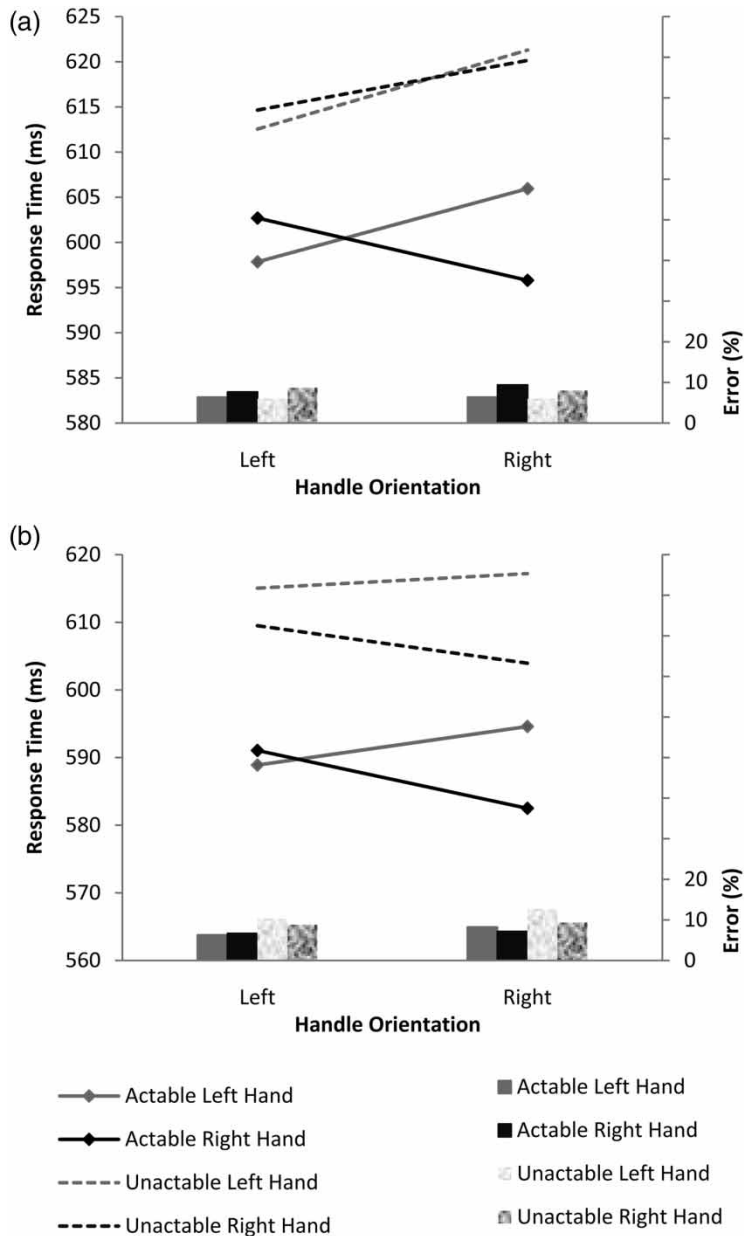 (a)
625
620
615
610
605
600
595
590
585
580
Response Time (ms)
20
10
0
Error (%)
Left
Right
Handle Orientation
(b)
620
610
600
590
580
570
560
Response Time (ms)
20
10
0
Error (%)
Left
Right
Handle Orientation
Actable Left Hand
Actable Right Hand
Unactable Left Hand
Unactable Right Hand
Actable Left Hand
Actable Right Hand
Unactable Left Hand
Unactable Right Hand